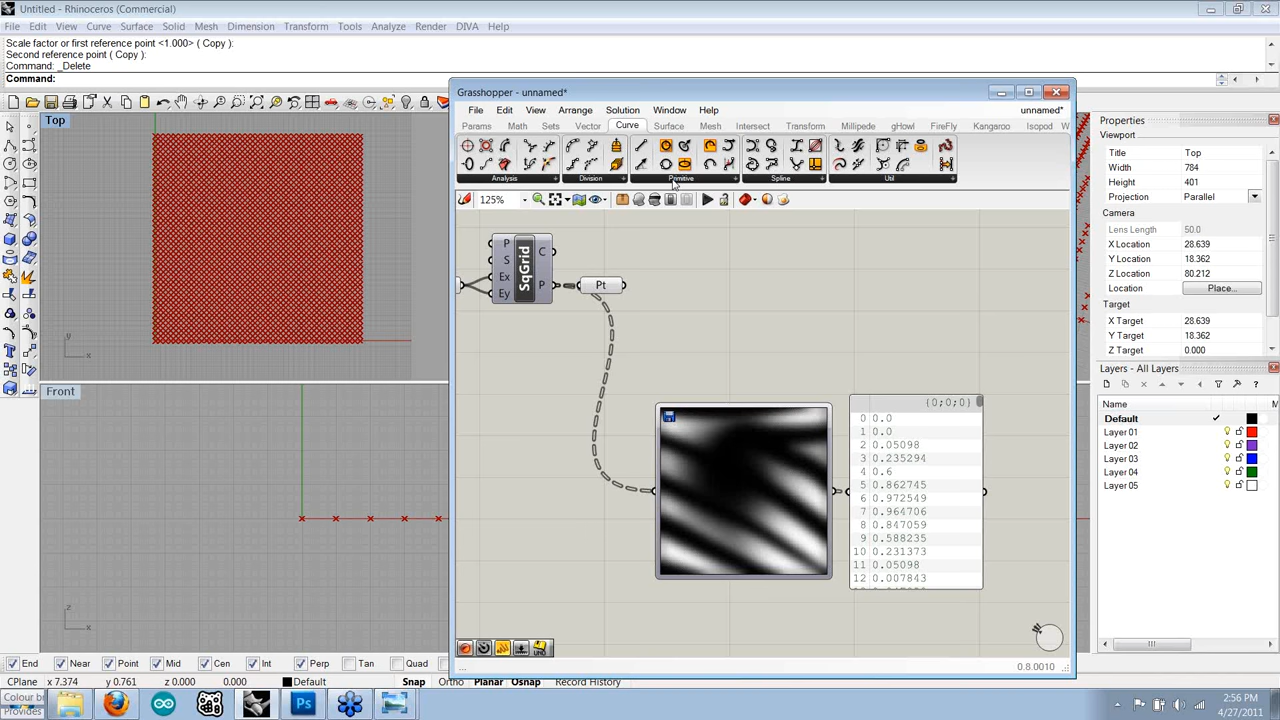 Untitled - Rhinoceros (Commercial)
File Edit View Curve Surface Solid Mesh Dimension Transform Tools Analyze Render DIVA Help
Scale factor or first reference point <1.000> ( Copy ):
Second reference point ( Copy ):
Command: _Delete
Command:
Top
y
x
Front
z
x
Grasshopper - unnamed*
File Edit View Arrange Solution Window Help
unnamed*
Params Math Sets Vector Curve Surface Mesh Intersect Transform Millipede gHowl FireFly Kangaroo Isopod W
Analysis Division Primitive Spline Util
125%
P
S
Ex
Ey
SqGrid
C
P
Pt
{0;0;0}
0 0.0
1 0.0
2 0.05098
3 0.235294
4 0.6
5 0.862745
6 0.972549
7 0.964706
8 0.847059
9 0.588235
10 0.231373
11 0.05098
12 0.007843
...
0.8.0010
Properties
Viewport
Title Top
Width 784
Height 401
Projection Parallel
Camera
Lens Length 50.0
X Location 28.639
Y Location 18.362
Z Location 80.212
Location Place...
Target
X Target 28.639
Y Target 18.362
Z Target 0.000
Layers - All Layers
Name M
Default
Layer 01
Layer 02
Layer 03
Layer 04
Layer 05
End Near Point Mid Cen Int Perp Tan Quad
CPlane x 7.374 y 0.761 z 0.000 0.000 Default Snap Ortho Planar Osnap Record History
Colour b
Provides
Ps
2:56 PM
4/27/2011